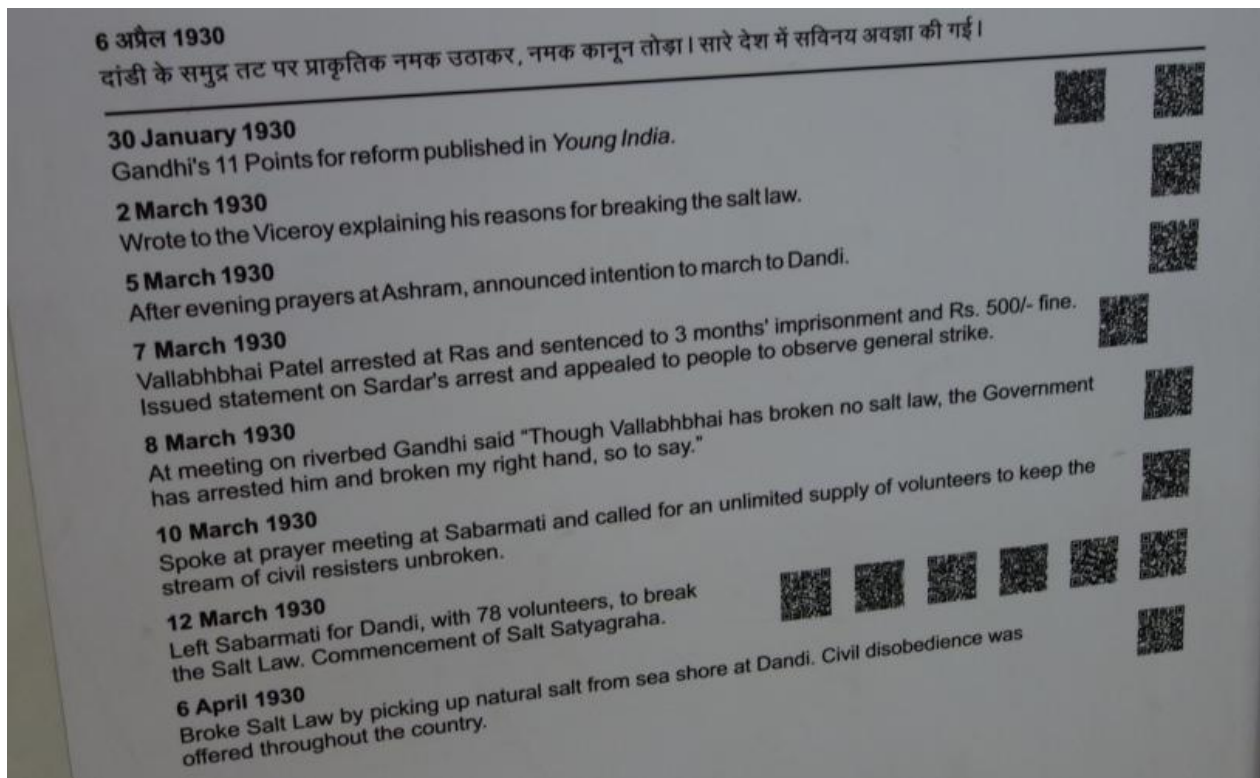 6 अप्रैल 1930
दांडी के समुद्र तट पर प्राकृतिक नमक उठाकर, नमक कानून तोड़ा। सारे देश में सविनय अवज्ञा की गई।
30 January 1930
Gandhi's 11 Points for reform published in Young India.
2 March 1930
Wrote to the Viceroy explaining his reasons for breaking the salt law.
5 March 1930
After evening prayers at Ashram, announced intention to march to Dandi.
7 March 1930
Vallabhbhai Patel arrested at Ras and sentenced to 3 months' imprisonment and Rs. 500/- fine.
Issued statement on Sardar's arrest and appealed to people to observe general strike.
8 March 1930
At meeting on riverbed Gandhi said "Though Vallabhbhai has broken no salt law, the Government
has arrested him and broken my right hand, so to say."
10 March 1930
Spoke at prayer meeting at Sabarmati and called for an unlimited supply of volunteers to keep the
stream of civil resisters unbroken.
12 March 1930
Left Sabarmati for Dandi, with 78 volunteers, to break
the Salt Law. Commencement of Salt Satyagraha.
6 April 1930
Broke Salt Law by picking up natural salt from sea shore at Dandi. Civil disobedience was
offered throughout the country.